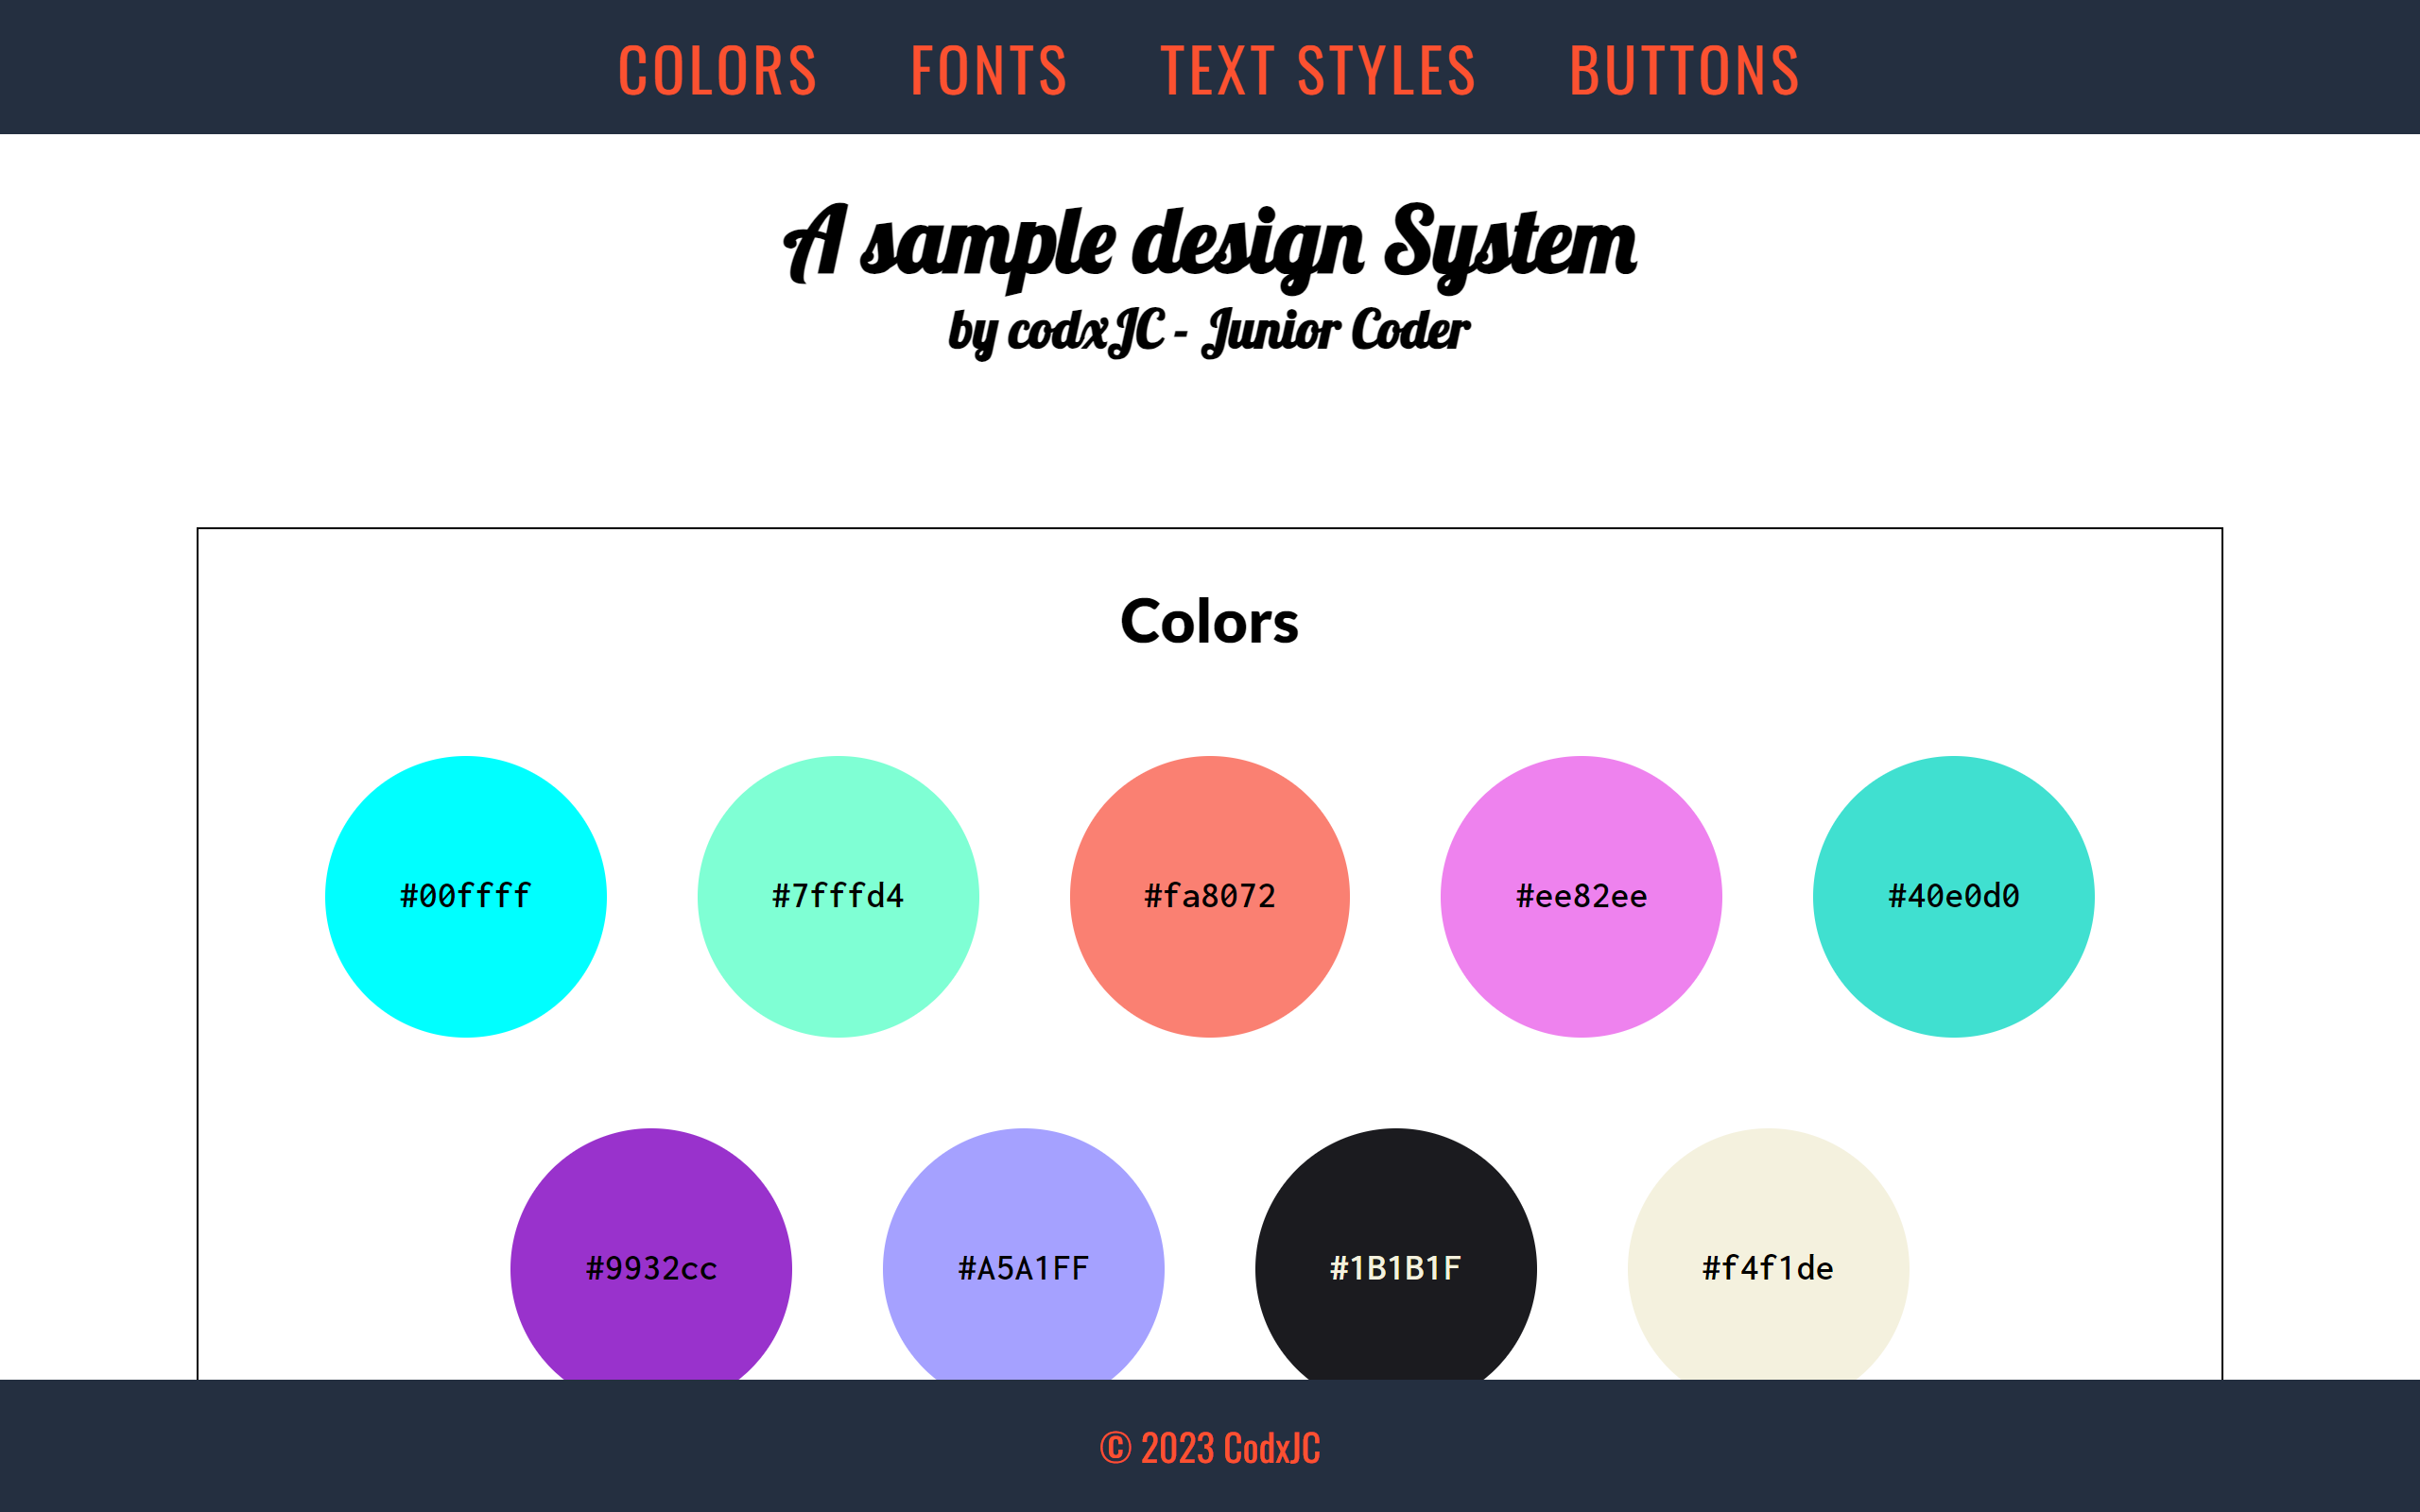 COLORS FONTS TEXT STYLES BUTTONS
A sample design System
by codxJC - Junior Coder
Colors
#00ffff #7fffd4 #fa8072 #ee82ee #40e0d0
#9932cc #A5A1FF #1B1B1F #f4f1de
© 2023 CodxJC